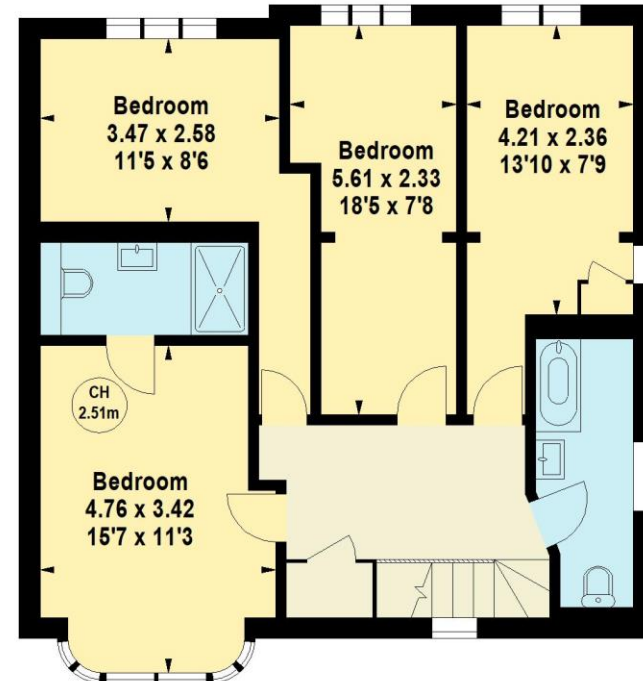 Bedroom
3.47 x 2.58
11'5 x 8'6
Bedroom
5.61 x 2.33
18'5 x 7'8
Bedroom
4.21 x 2.36
13'10 x 7'9
CH
2.51m
Bedroom
4.76 x 3.42
15'7 x 11'3